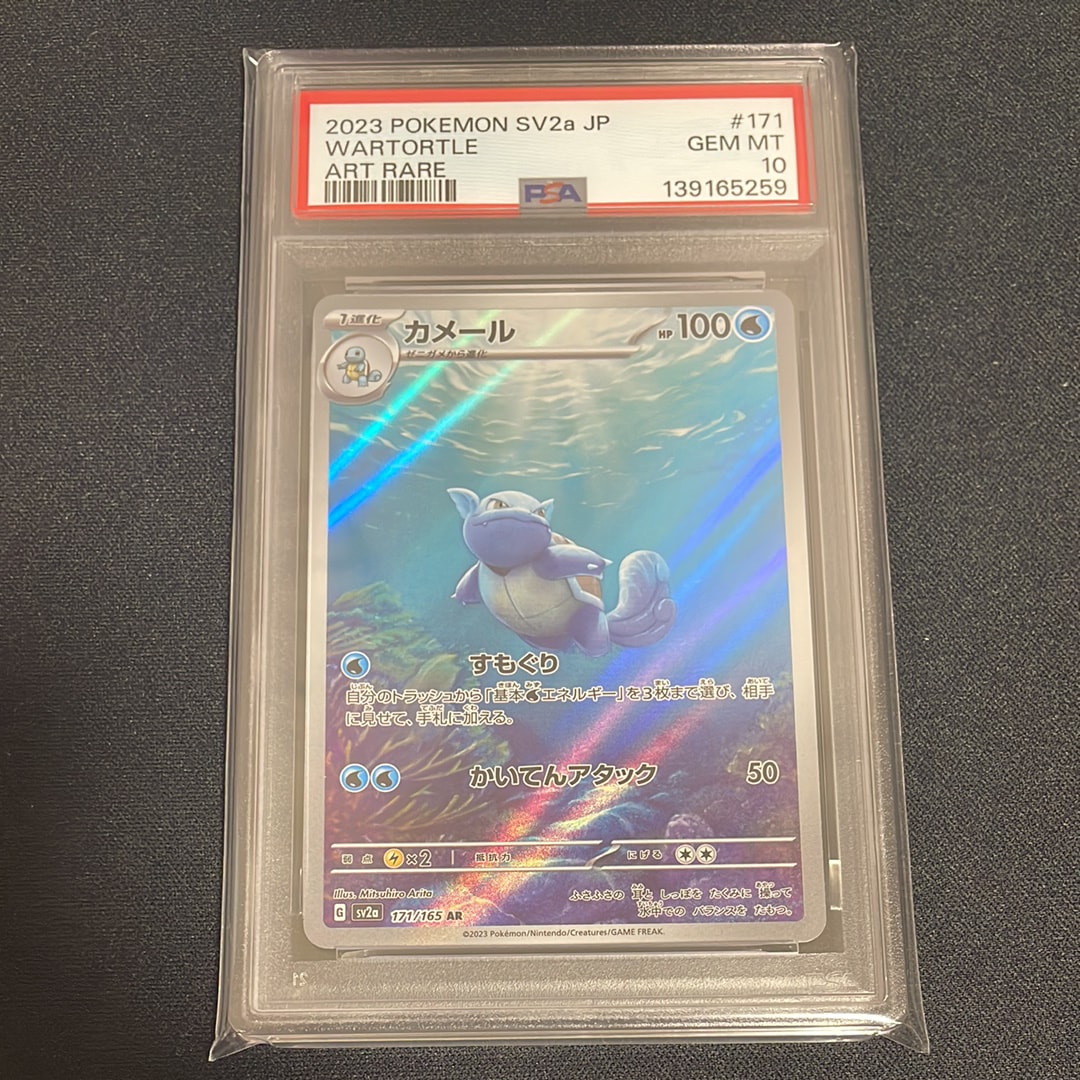 2023 POKEMON SV2a JP #171
WARTORTLE GEM MT
ART RARE 10
PSA 139165259
1進化 カメール HP 100
ゼニガメから進化
すもぐり
自分のトラッシュから「基本エネルギー」を3枚まで選び、相手
に見せて、手札に加える。
かいてんアタック 50
弱点 ×2 抵抗力 にげる
Illus. Mitsuhiro Arita
ふさふさの 耳と しっぽを たくみに 操って
水中での バランスを たもつ。
G sv2a 171/165 AR
©2023 Pokémon/Nintendo/Creatures/GAME FREAK.